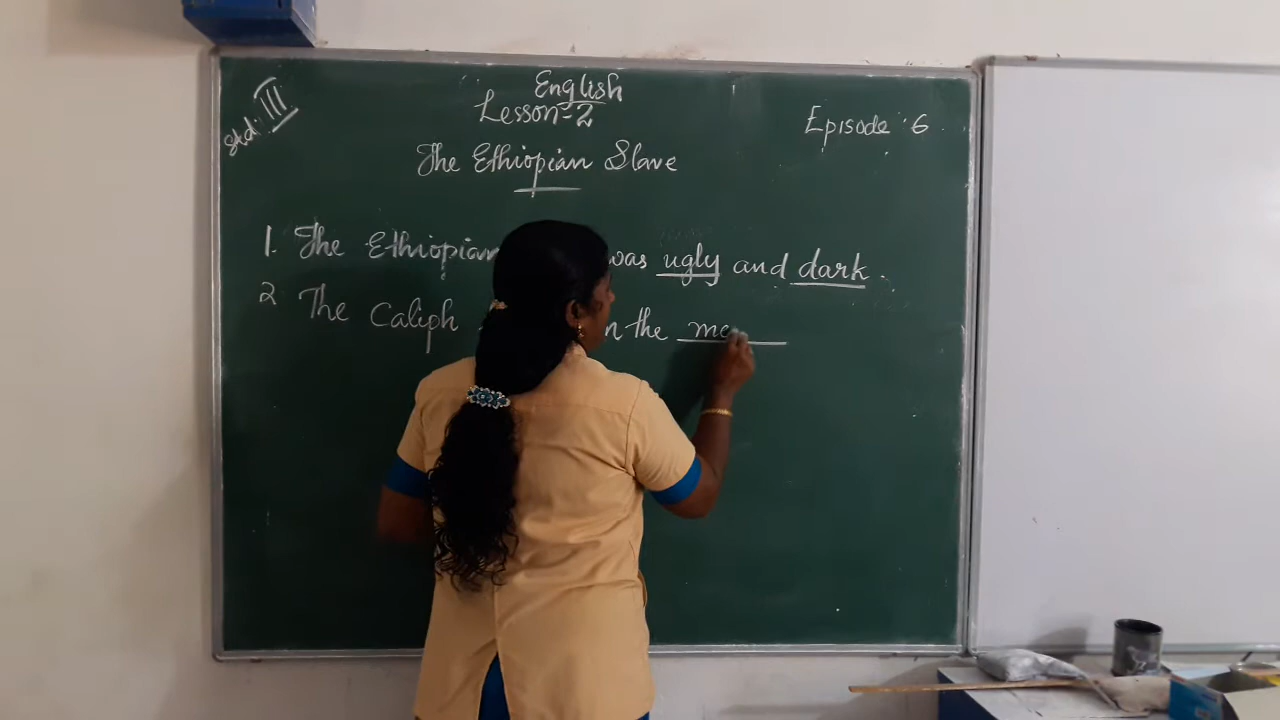 Std: III
English
Lesson-2
Episode : 6
The Ethiopian Slave
1. The Ethiopian was ugly and dark.
2 The Caliph the me